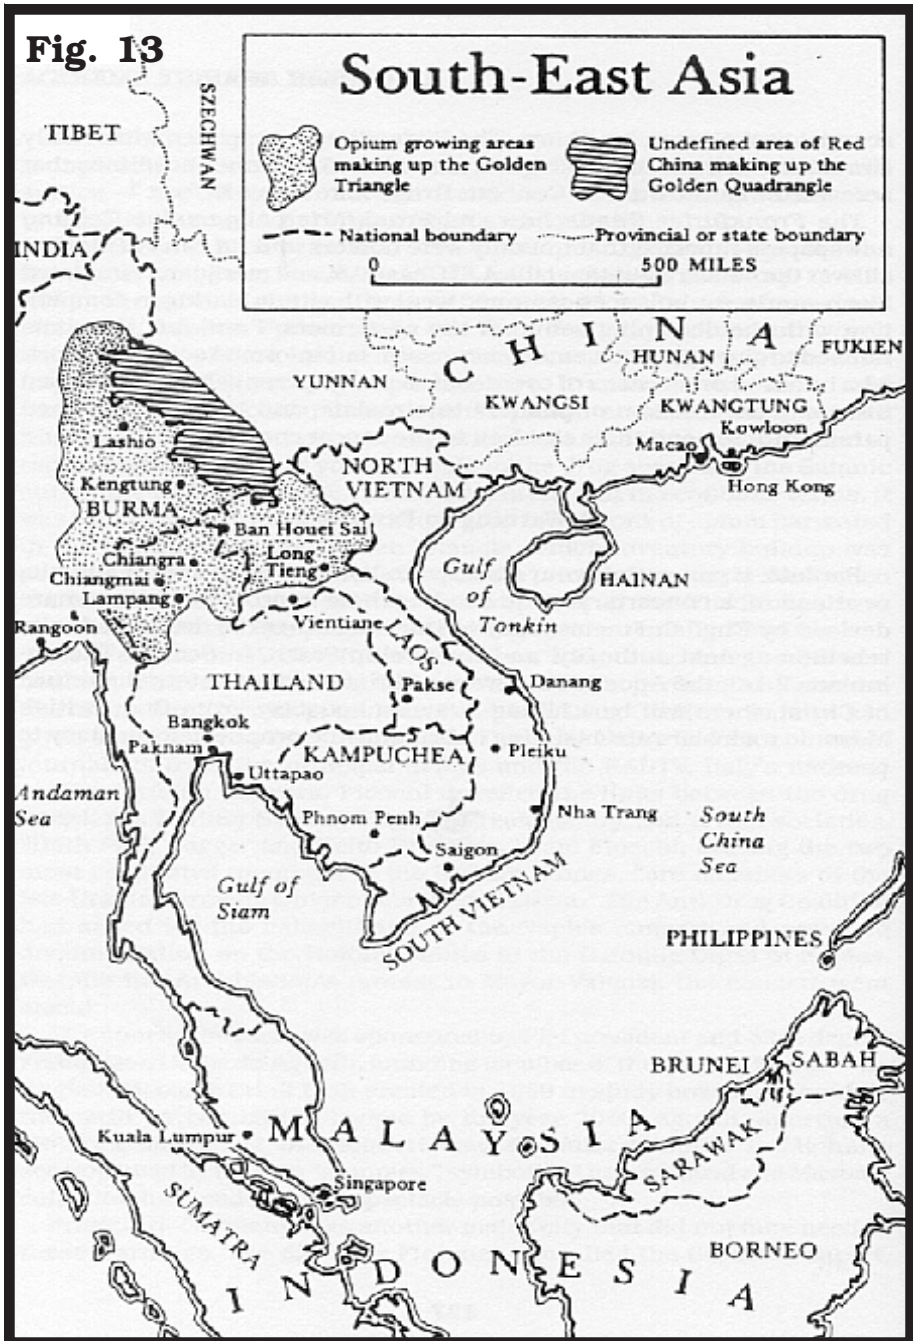 Fig. 13
South-East Asia
Opium growing areas
making up the Golden
Triangle
Undefined area of Red
China making up the
Golden Quadrangle
National boundary
Provincial or state boundary
0 500 MILES
TIBET
SZECHWAN
INDIA
CHINA
HUNAN
FUKIEN
YUNNAN
KWANGSI
KWANGTUNG
Kowloon
Macao
Hong Kong
Lashio
Kengtung
BURMA
NORTH
VIETNAM
Ban Houei Sai
Chiangra
Long
Tieng
Chiangmai
Lampang
Gulf
of
Tonkin
HAINAN
Rangoon
Vientiane
THAILAND
Pakse
Danang
Bangkok
Paknam
KAMPUCHEA
Pleiku
Uttapao
Andaman
Sea
Phnom Penh
Nha Trang
South
China
Sea
Saigon
Gulf of
Siam
SOUTH VIETNAM
PHILIPPINES
BRUNEI
SABAH
MALAYSIA
SARAWAK
Kuala Lumpur
Singapore
SUMATRA
BORNEO
INDONESIA